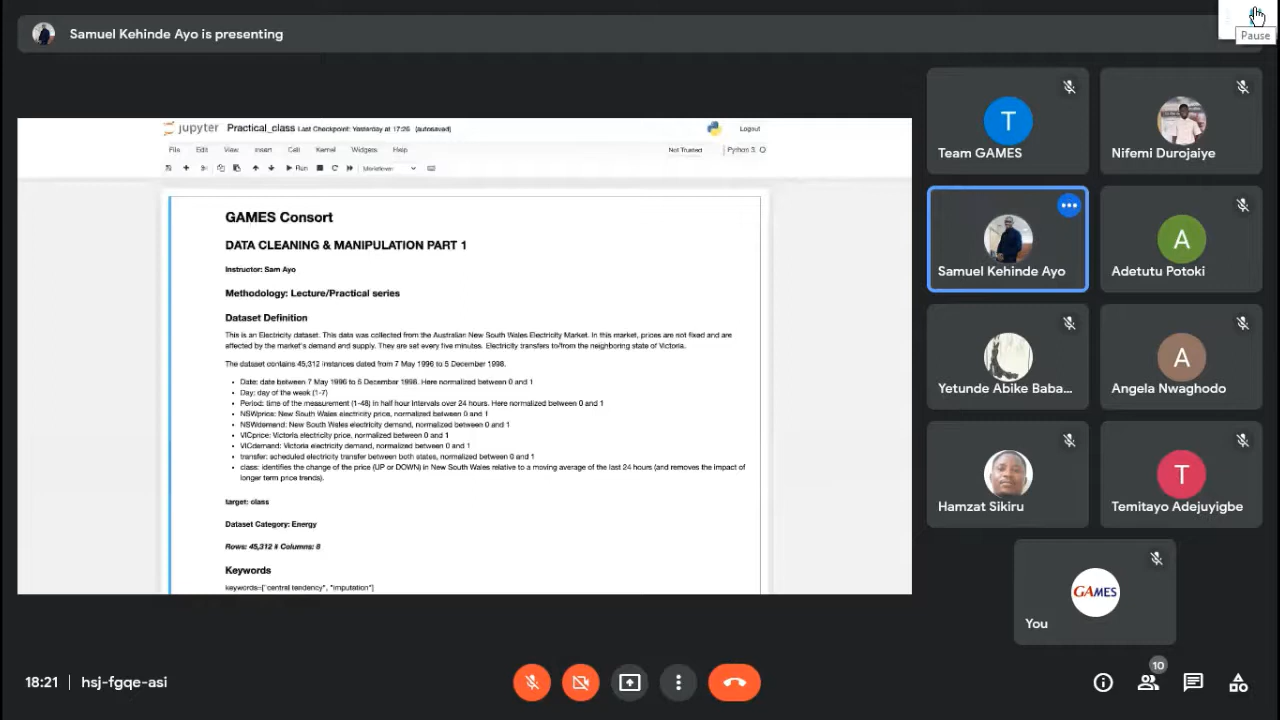 Samuel Kehinde Ayo is presenting
Pause
jupyter Practical_class Last Checkpoint: Yesterday at 17:26 (autosaved)
Logout
File Edit View Insert Cell Kernel Widgets Help
Not Trusted Python 3
Run Markdown
GAMES Consort
DATA CLEANING & MANIPULATION PART 1
Instructor: Sam Ayo
Methodology: Lecture/Practical series
Dataset Definition
This is an Electricity dataset. This data was collected from the Australian New South Wales Electricity Market. In this market, prices are not fixed and are
affected by the market's demand and supply. They are set every five minutes. Electricity transfers to/from the neighboring state of Victoria.
The dataset contains 45,312 instances dated from 7 May 1996 to 5 December 1998.
• Date: date between 7 May 1996 to 5 December 1998. Here normalized between 0 and 1
• Day: day of the week (1-7)
• Period: time of the measurement (1-48) in half hour intervals over 24 hours. Here normalized between 0 and 1
• NSWprice: New South Wales electricity price, normalized between 0 and 1
• NSWdemand: New South Wales electricity demand, normalized between 0 and 1
• VICprice: Victoria electricity price, normalized between 0 and 1
• VICdemand: Victoria electricity demand, normalized between 0 and 1
• transfer: scheduled electricity transfer between both states, normalized between 0 and 1
• class: identifies the change of the price (UP or DOWN) in New South Wales relative to a moving average of the last 24 hours (and removes the impact of
longer term price trends).
target: class
Dataset Category: Energy
Rows: 45,312 # Columns: 8
Keywords
keywords=["central tendency", "imputation"]
T
Team GAMES
Nifemi Durojaiye
Samuel Kehinde Ayo
A
Adetutu Potoki
Yetunde Abike Baba...
A
Angela Nwaghodo
Hamzat Sikiru
T
Temitayo Adejuyigbe
GAMES
You
18:21 | hsj-fgqe-asi
10